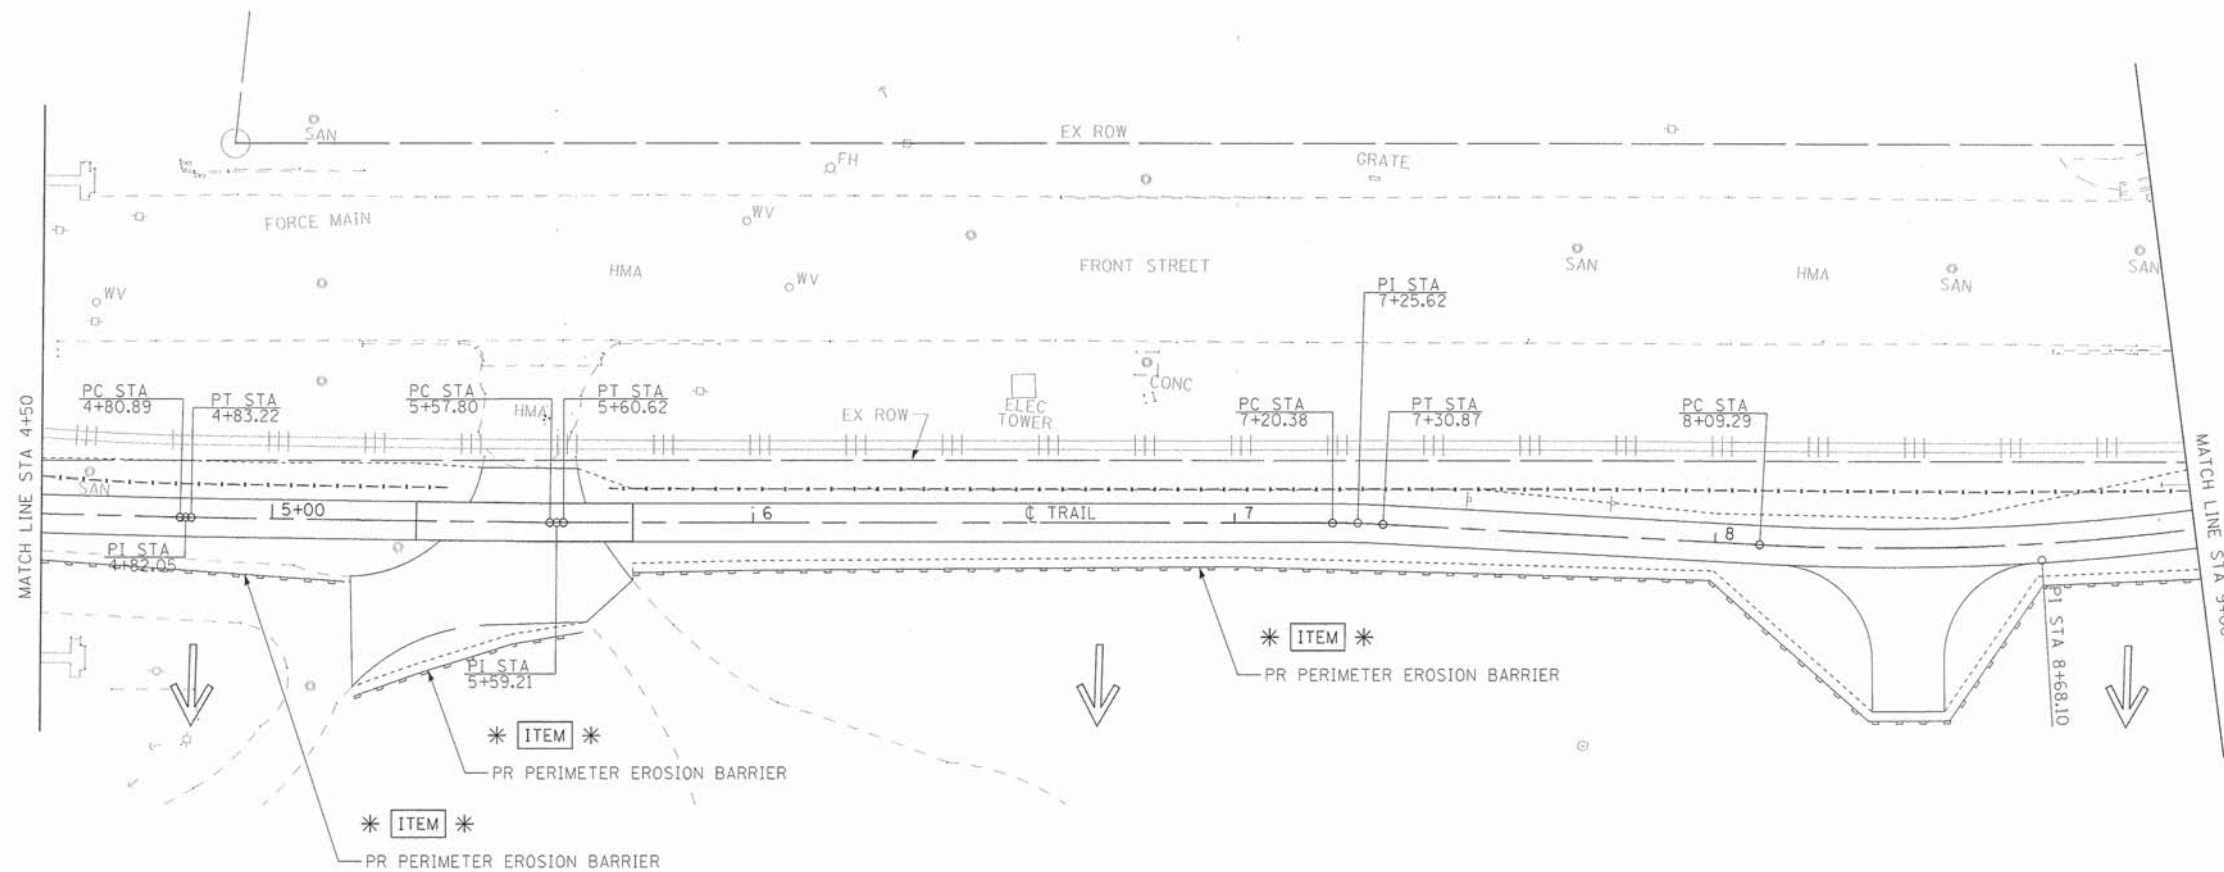 SAN
EX ROW
FH
GRATE
FORCE MAIN
WV
HMA
FRONT STREET
WV
WV
SAN
HMA
SAN
SAN
PI STA
7+25.62
PC STA
4+80.89
PT STA
4+83.22
PC STA
5+57.80
HMA
PT STA
5+60.62
EX ROW
ELEC
TOWER
CONC
PC STA
7+20.38
PT STA
7+30.87
PC STA
8+09.29
MATCH LINE STA 4+50
SAN
5+00
6
℄ TRAIL
7
8
PI STA
4+82.05
PI STA
5+59.21
PI STA 8+68.10
MATCH LINE STA 9+00
* ITEM *
PR PERIMETER EROSION BARRIER
* ITEM *
PR PERIMETER EROSION BARRIER
* ITEM *
PR PERIMETER EROSION BARRIER